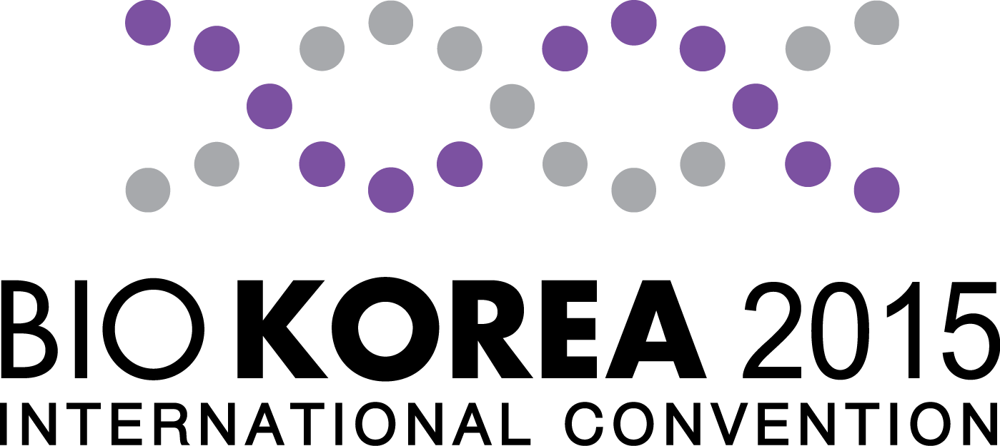 BIO KOREA 2015
INTERNATIONAL CONVENTION